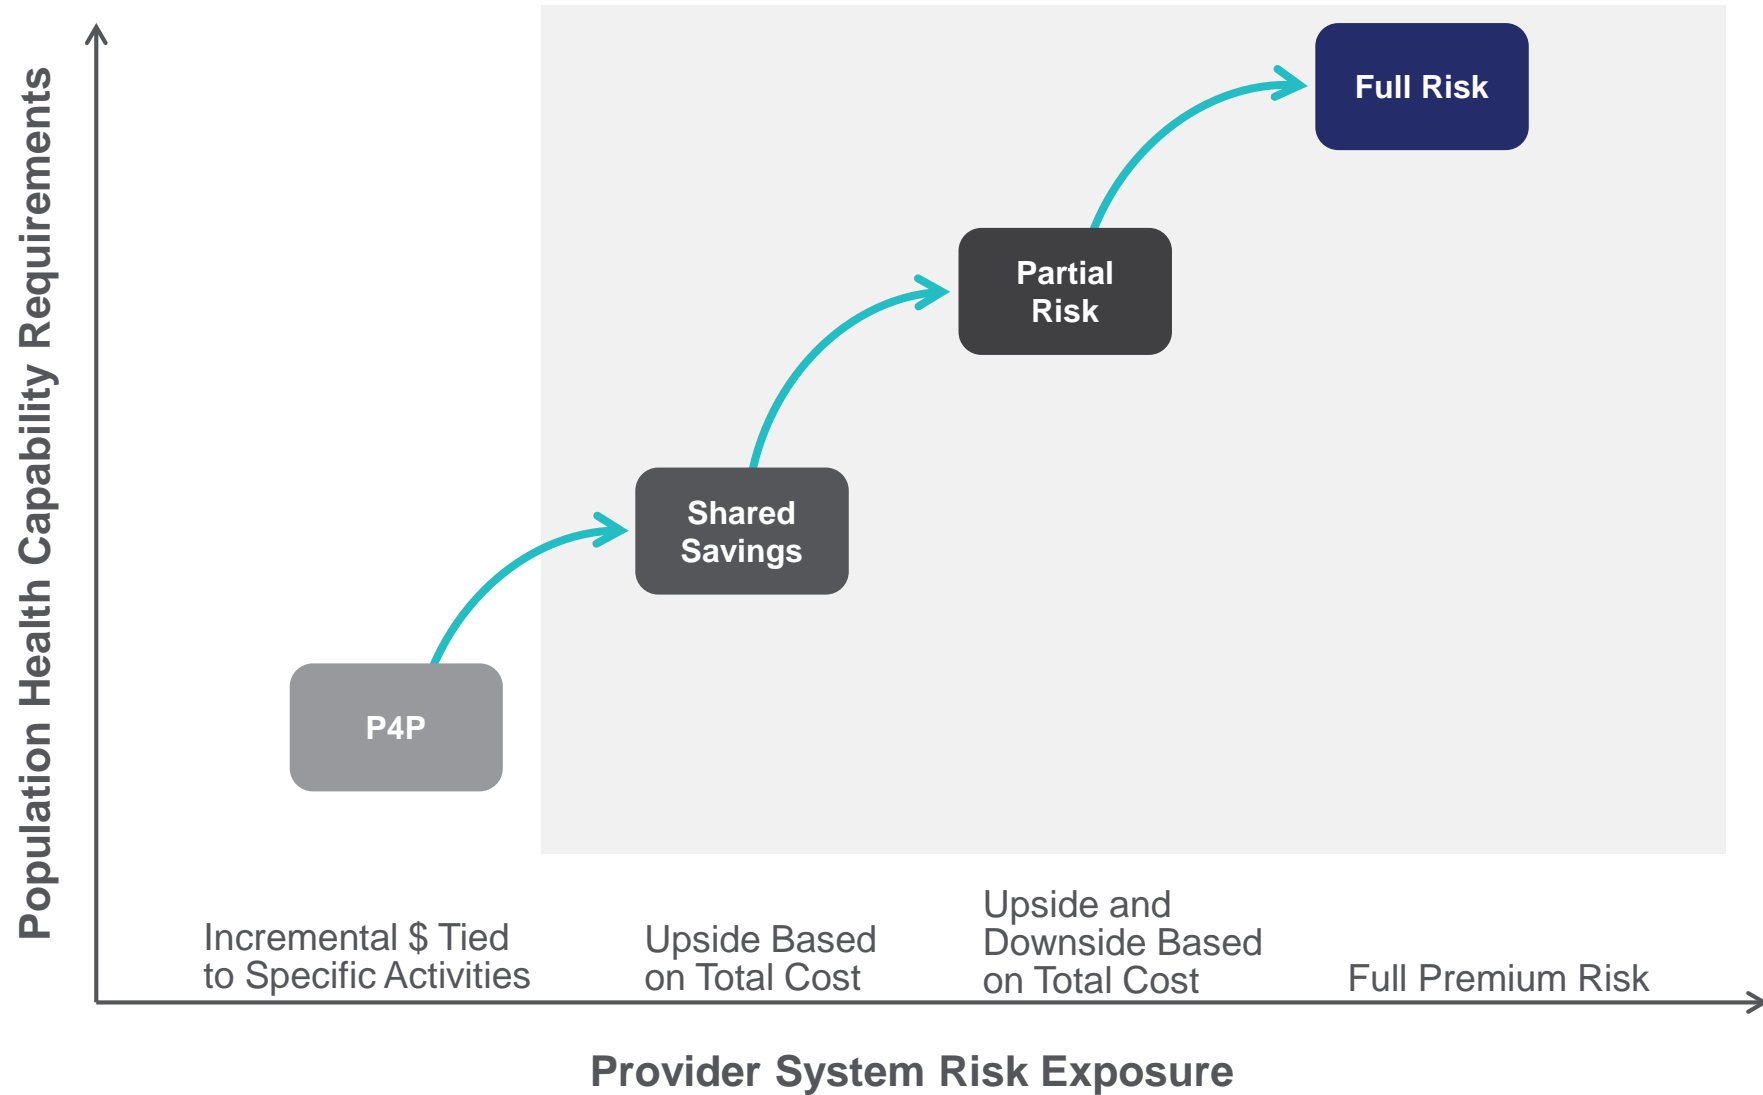 Population Health Capability Requirements
Full Risk
Partial
Risk
Shared
Savings
P4P
Incremental $ Tied
to Specific Activities
Upside Based
on Total Cost
Upside and
Downside Based
on Total Cost
Full Premium Risk
Provider System Risk Exposure